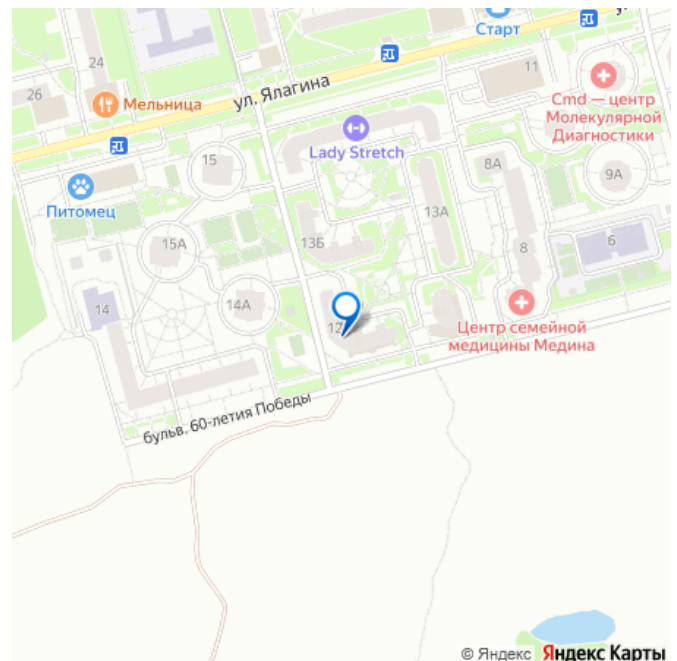 Старт
24
11
26
Мельница
ул. Ялагина
Cmd — центр
Молекулярной
Диагностики
15
Lady Stretch
8А
9А
Питомец
13А
15А
13Б
8
6
14
14А
12
Центр семейной
медицины Медина
бульв. 60-летия Победы
© Яндекс Яндекс Карты